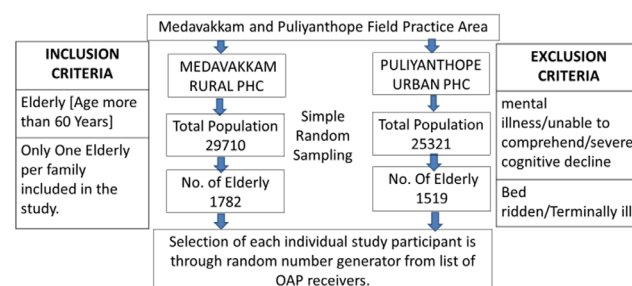 Medavakkam and Puliyanthope Field Practice Area
INCLUSION
CRITERIA
Elderly [Age more
than 60 Years]
Only One Elderly
per family
included in the
study.
MEDAVAKKAM
RURAL PHC
Total Population
29710
No. of Elderly
1782
Simple
Random
Sampling
PULIYANTHOPE
URBAN PHC
Total Population
25321
No. Of Elderly
1519
EXCLUSION
CRITERIA
mental
illness/unable to
comprehend/severe
cognitive decline
Bed
ridden/Terminally ill
Selection of each individual study participant is
through random number generator from list of
OAP receivers.